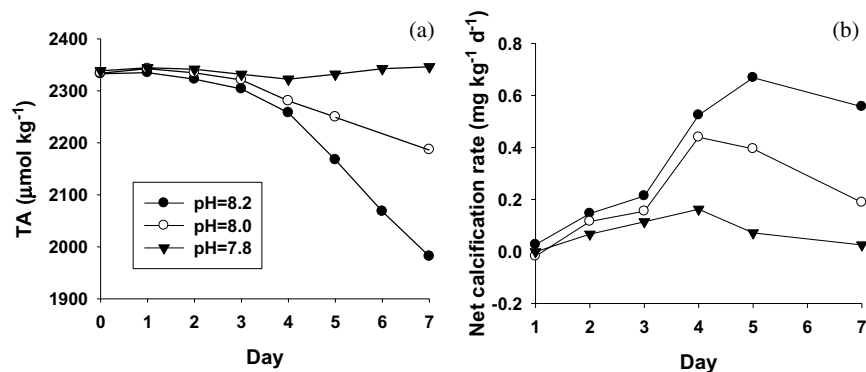 (a)
2400
2300
2200
2100
2000
1900
TA (μmol kg⁻¹)
pH=8.2
pH=8.0
pH=7.8
0 1 2 3 4 5 6 7
Day
(b)
0.8
0.6
0.4
0.2
0.0
-0.2
Net calcification rate (mg kg⁻¹ d⁻¹)
1 2 3 4 5 6 7
Day